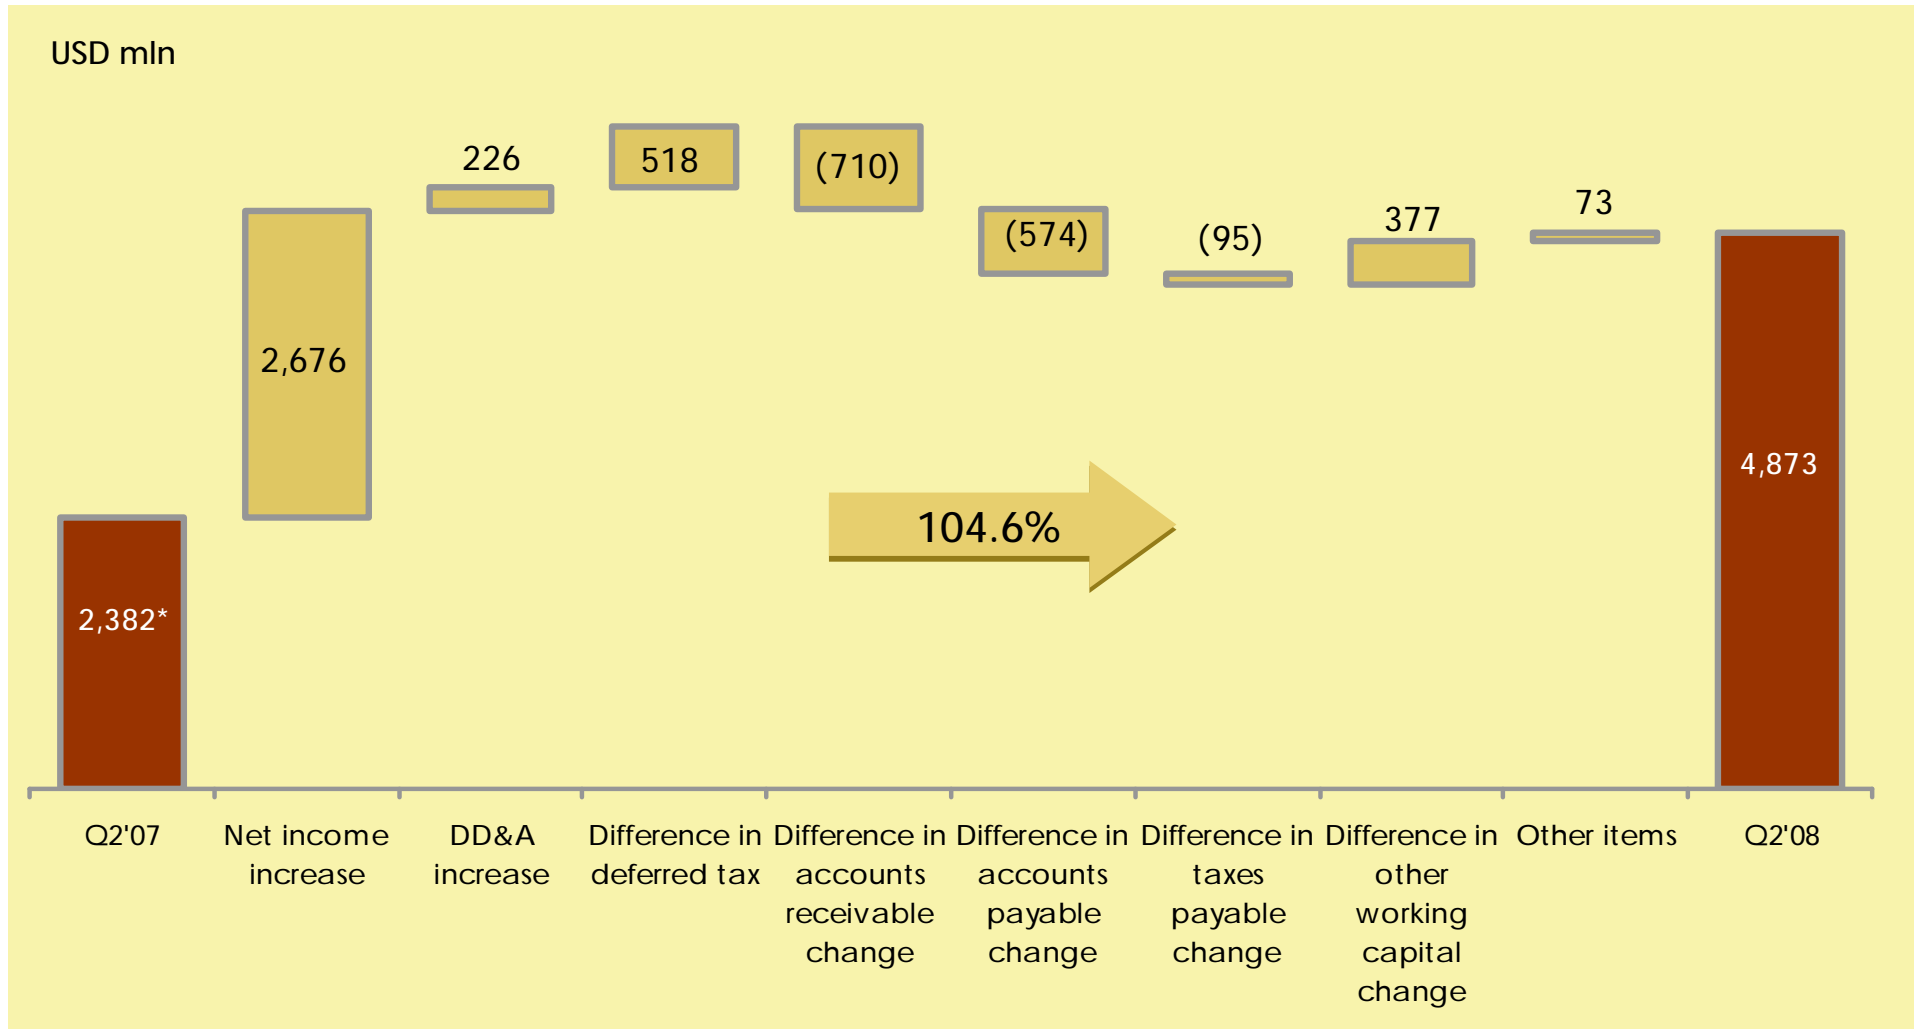 USD mln
226
518
(710)
(574)
(95)
377
73
2,676
104.6%
4,873
2,382*
Q2'07
Net income
increase
DD&A
increase
Difference in
deferred tax
Difference in
accounts
receivable
change
Difference in
accounts
payable
change
Difference in
taxes
payable
change
Difference in
other
working
capital
change
Other items
Q2'08